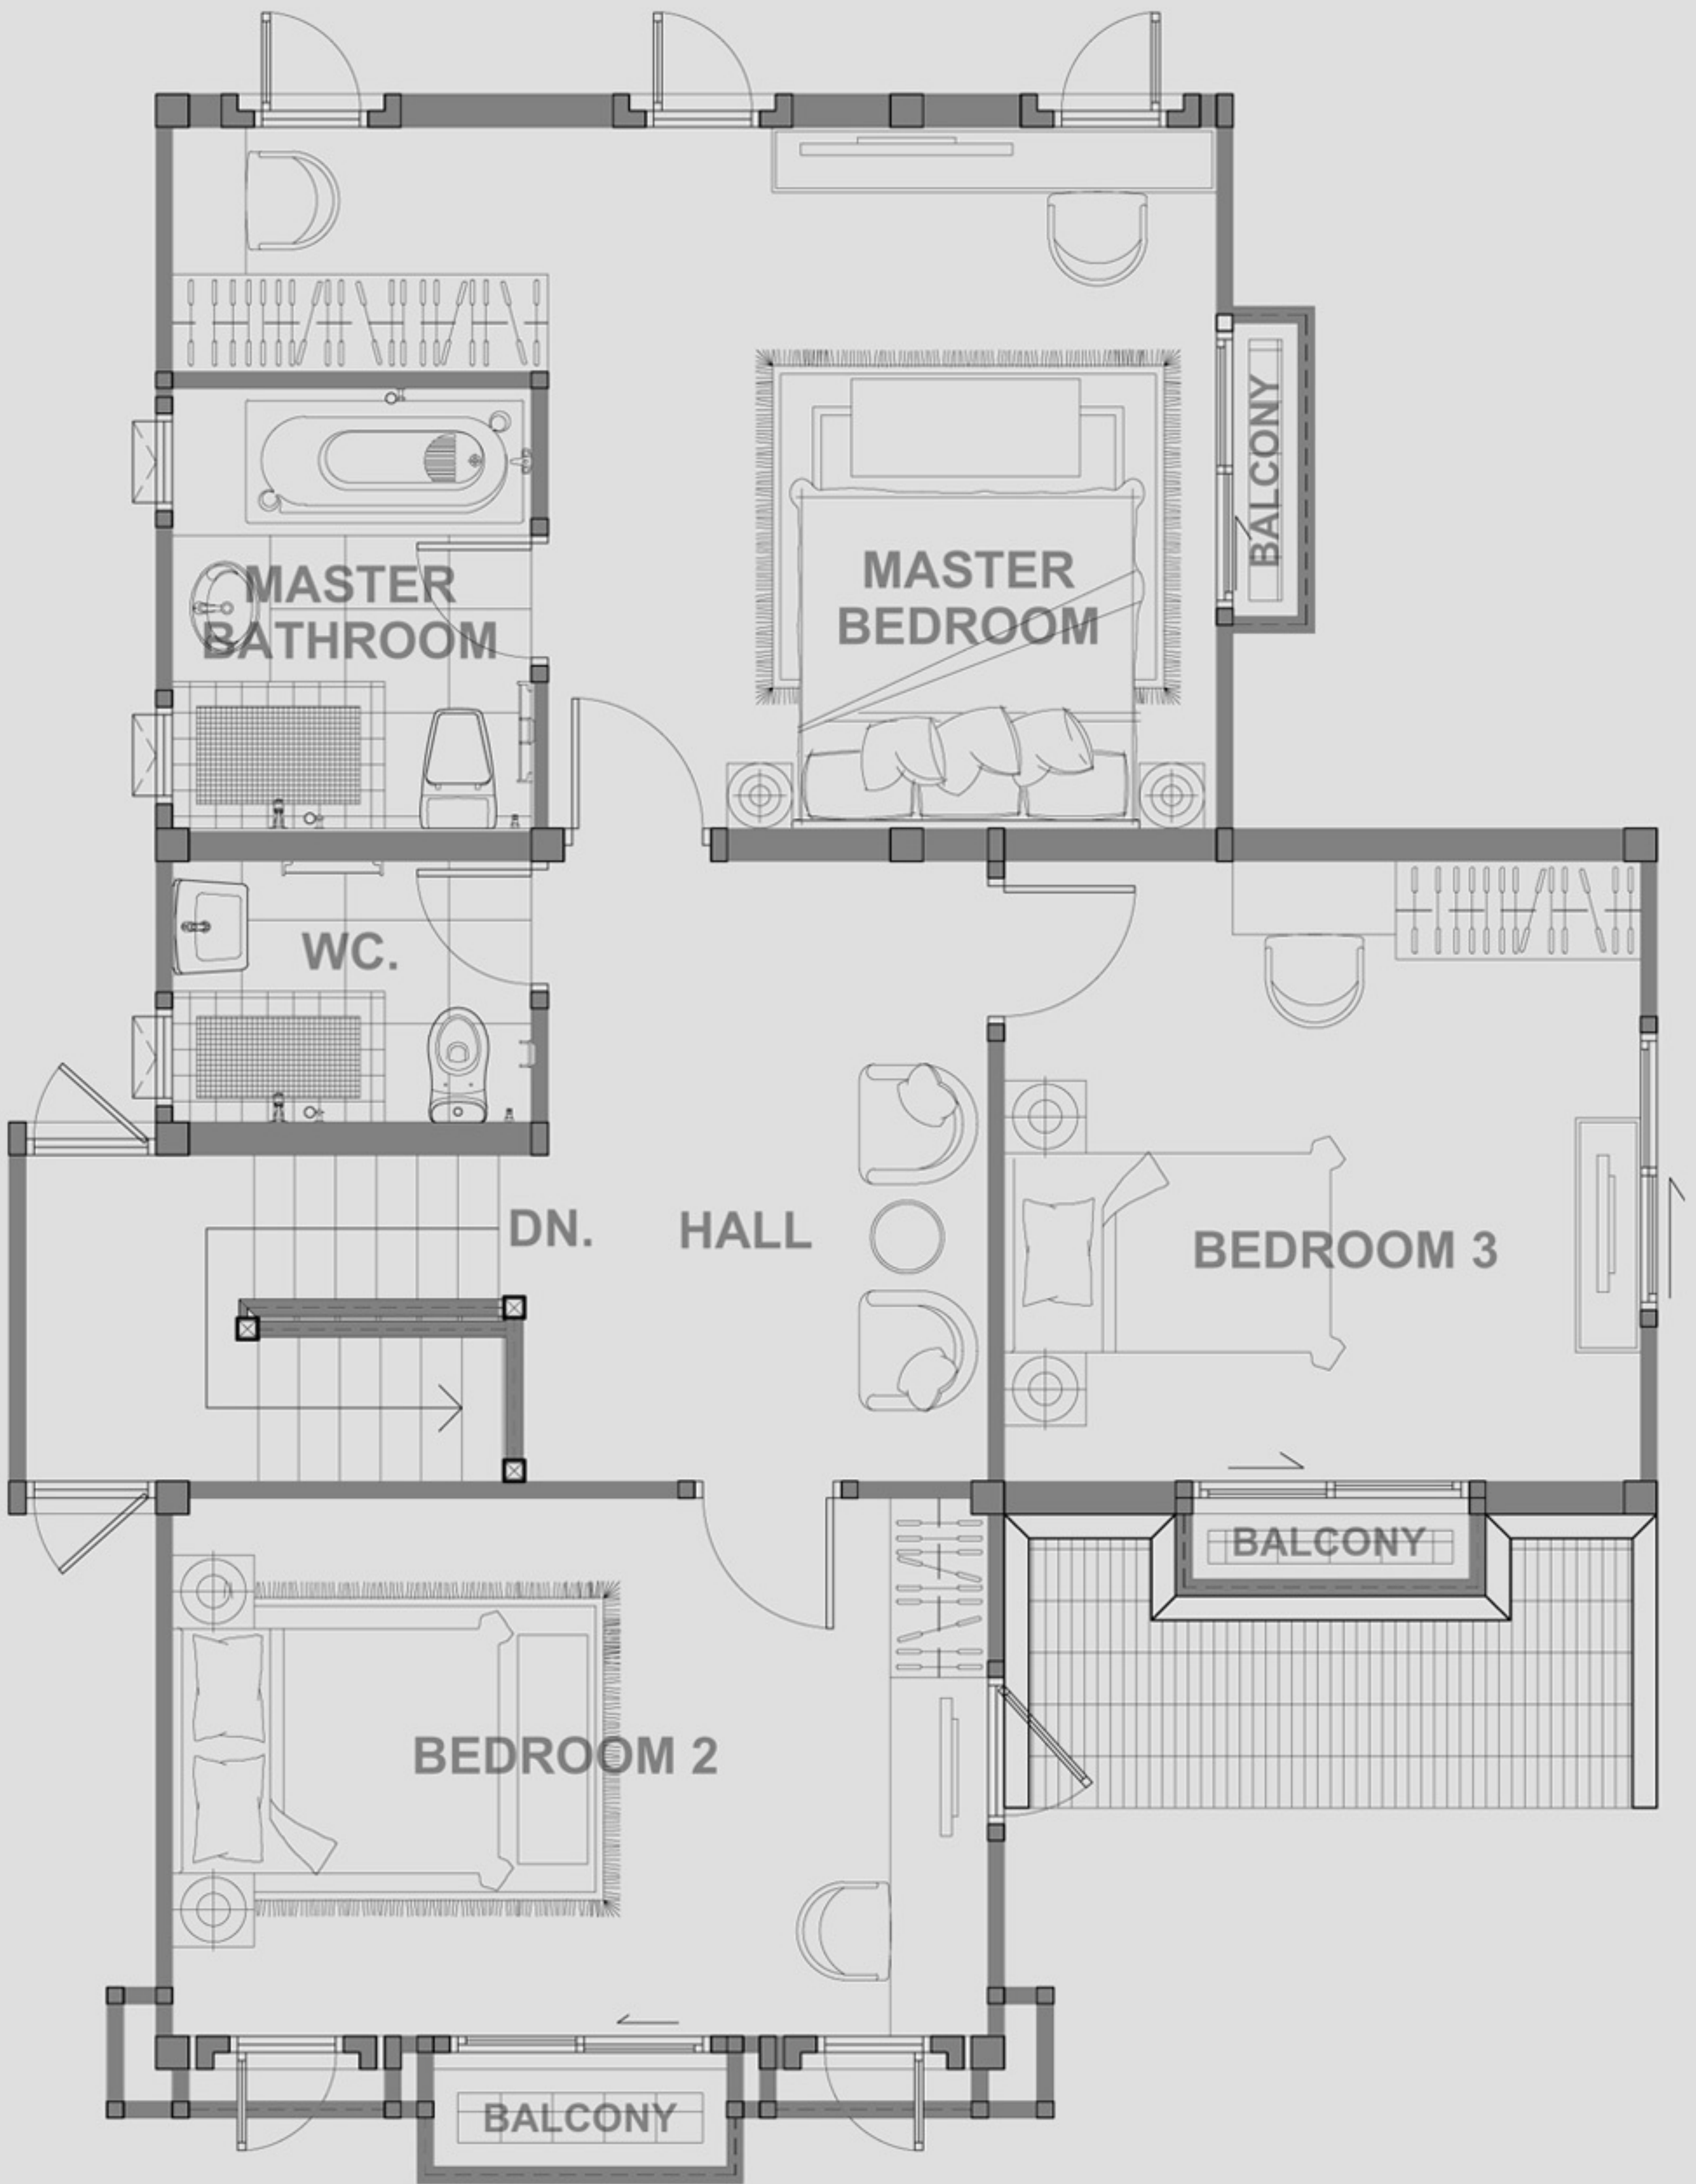 BALCONY
MASTER
BATHROOM
MASTER
BEDROOM
WC.
DN.
HALL
BEDROOM 3
BALCONY
BEDROOM 2
BALCONY